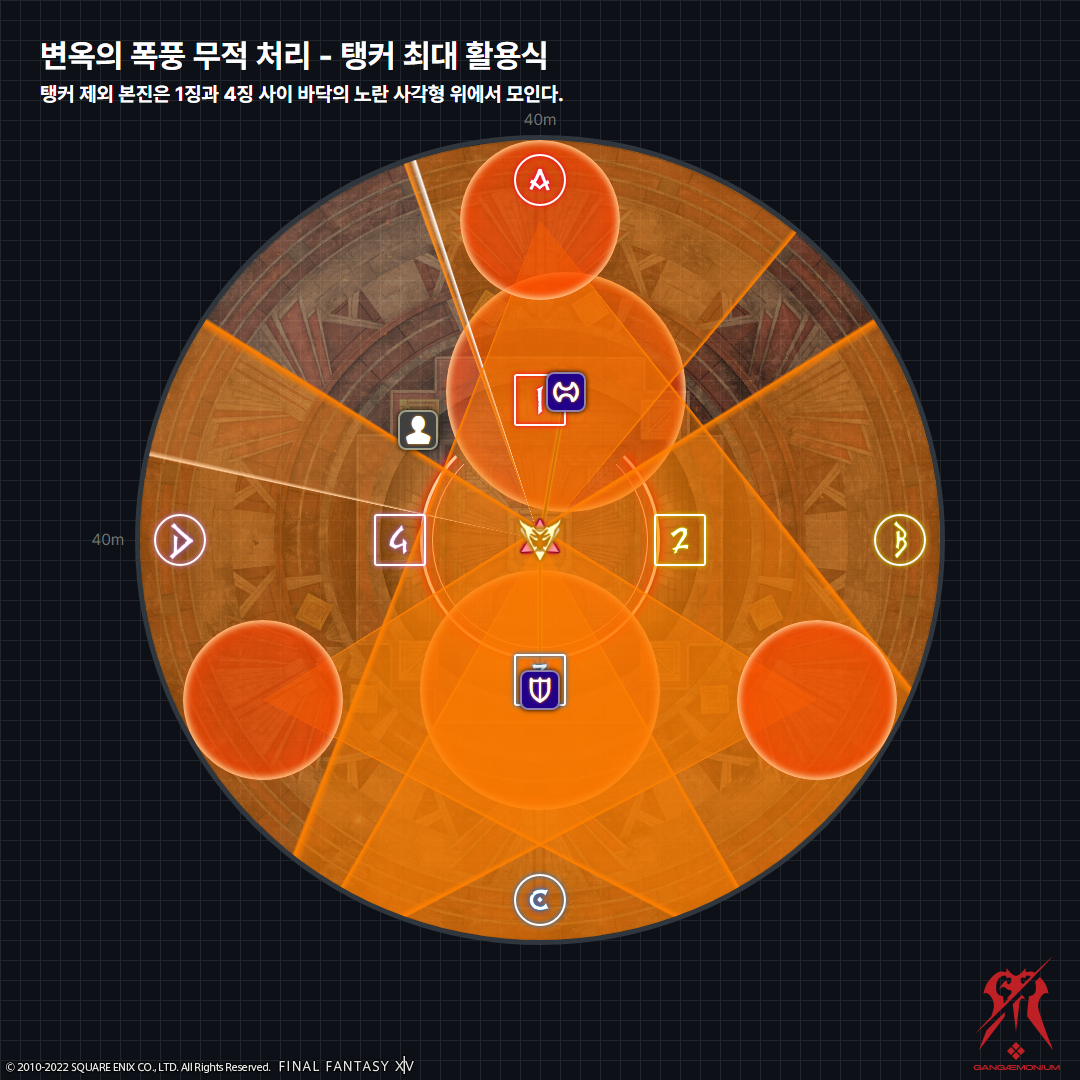 변옥의 폭풍 무적 처리 - 탱커 최대 활용식
탱커 제외 본진은 1징과 4징 사이 바닥의 노란 사각형 위에서 모인다.
40m
A
1
40m
D
4
2
B
C
GANGÆMONIUM
© 2010-2022 SQUARE ENIX CO., LTD. All Rights Reserved. FINAL FANTASY XIV